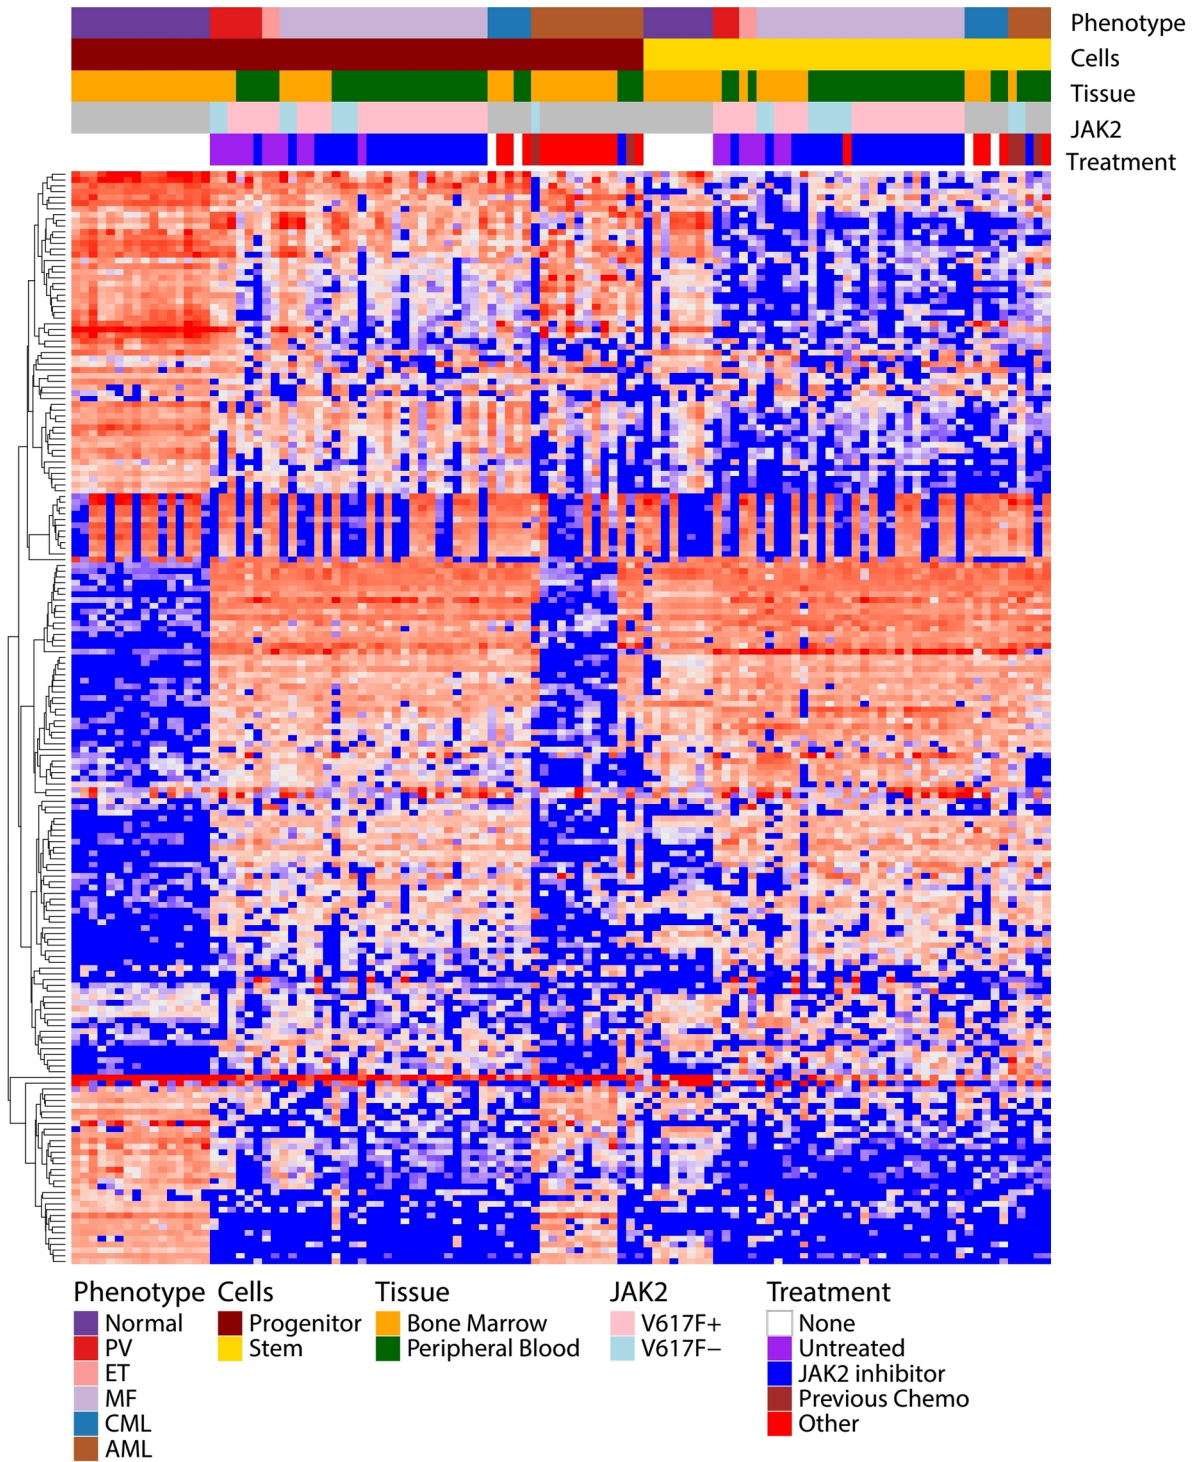 Phenotype
Cells
Tissue
JAK2
Treatment
Phenotype Cells Tissue JAK2 Treatment
Normal Progenitor Bone Marrow V617F+ None
PV Stem Peripheral Blood V617F− Untreated
ET JAK2 inhibitor
MF Previous Chemo
CML Other
AML